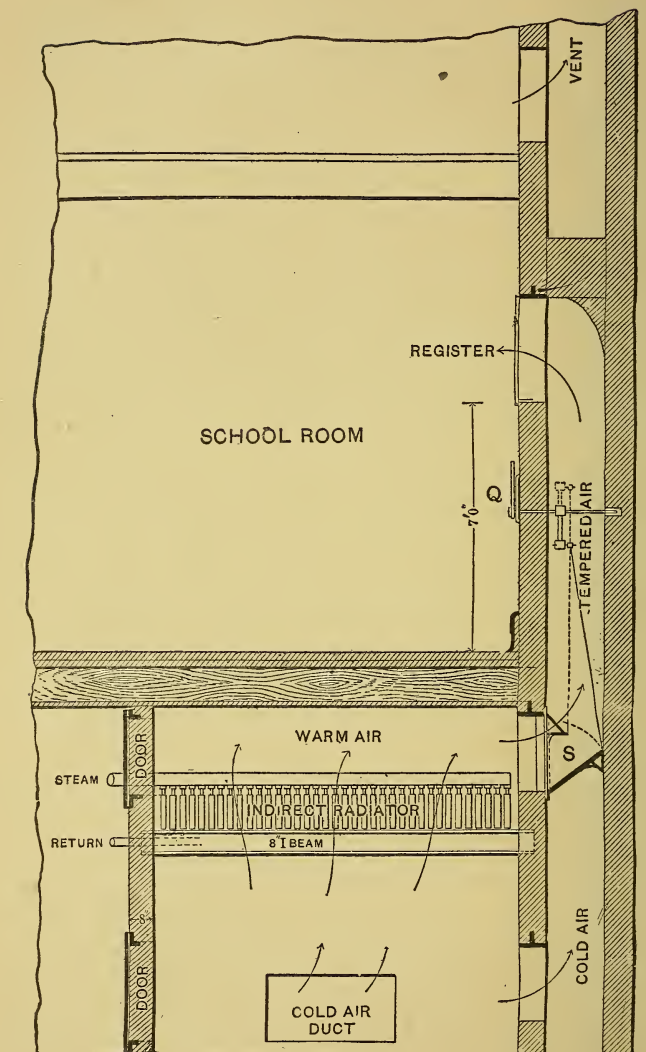 VENT
REGISTER
SCHOOL ROOM
Q
7'0"
TEMPERED AIR
WARM AIR
S
DOOR
STEAM
INDIRECT RADIATOR
RETURN
8" I BEAM
8"
COLD AIR
DOOR
COLD AIR
DUCT